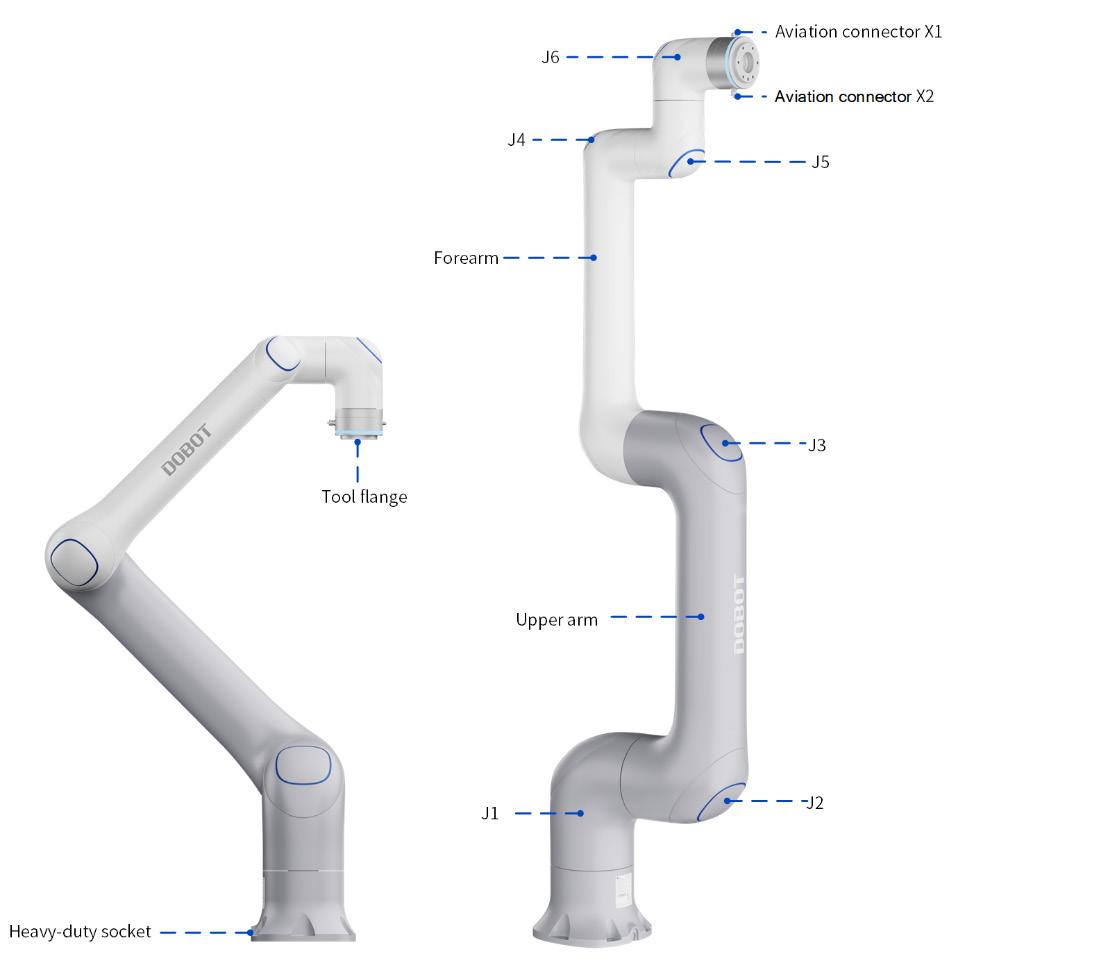 Aviation connector X1
J6
Aviation connector X2
J4
J5
Forearm
DOBOT
J3
Tool flange
DOBOT
Upper arm
J2
J1
Heavy-duty socket